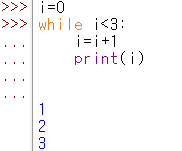 >>> i=0
>>> while i<3:
...     i=i+1
...     print(i)
...
...
1
2
3